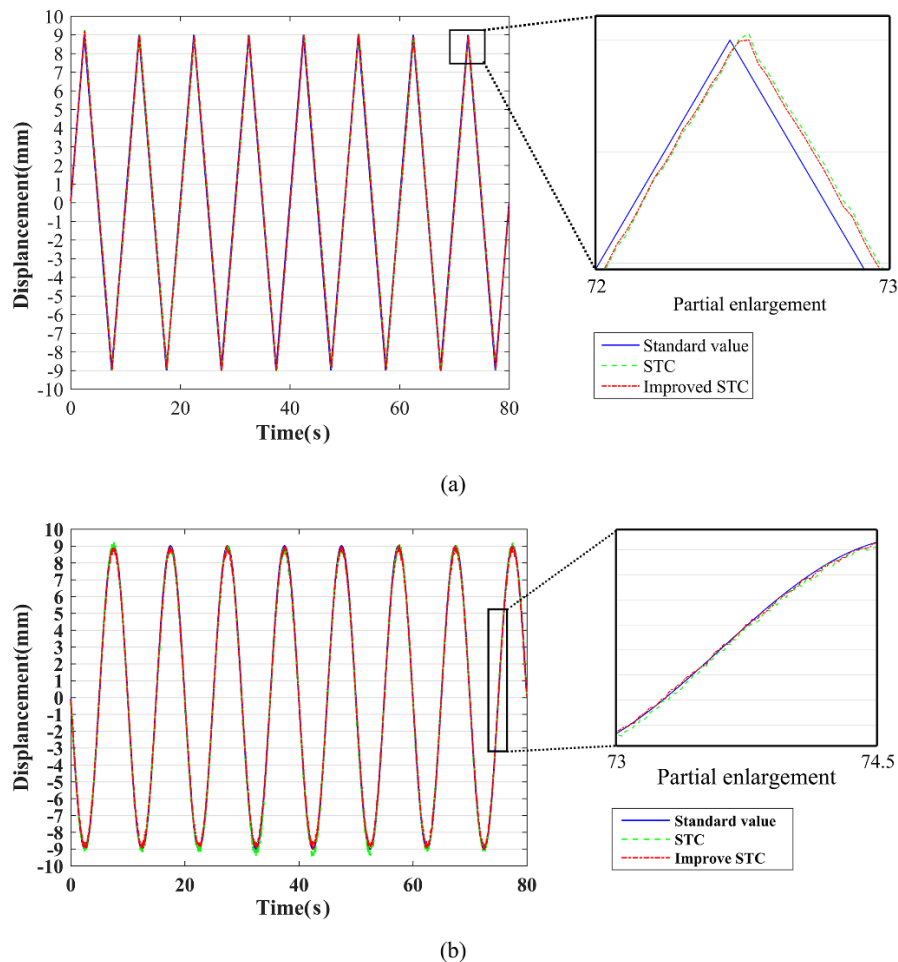 10
9
8
7
6
5
4
3
2
1
0
-1
-2
-3
-4
-5
-6
-7
-8
-9
-10
Displancement(mm)
0 20 40 60 80
Time(s)
72 73
Partial enlargement
Standard value
STC
Improved STC
(a)
10
9
8
7
6
5
4
3
2
1
0
-1
-2
-3
-4
-5
-6
-7
-8
-9
-10
Displancement(mm)
0 20 40 60 80
Time(s)
73 74.5
Partial enlargement
Standard value
STC
Improve STC
(b)